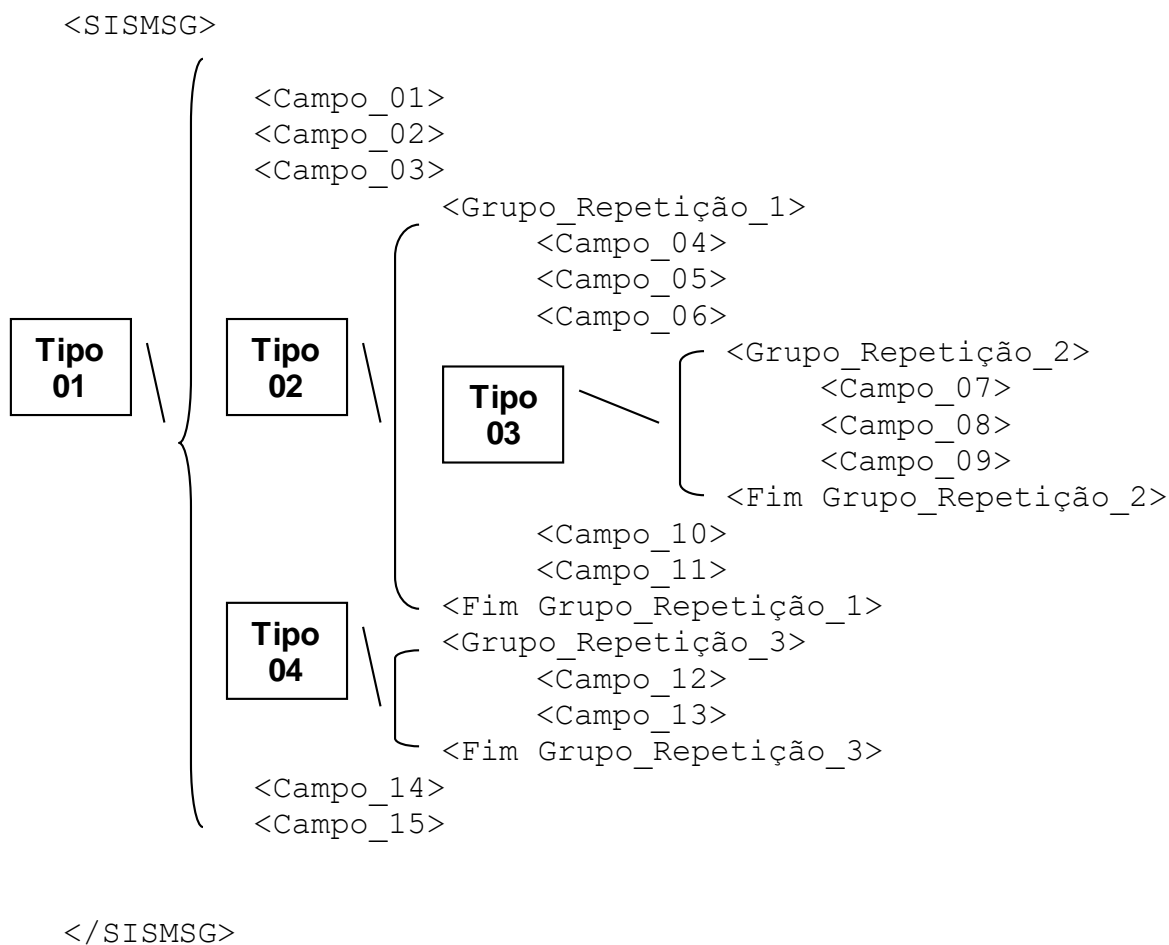 <SISMSG>
<Campo_01>
<Campo_02>
<Campo_03>
<Grupo_Repetição_1>
<Campo_04>
<Campo_05>
<Campo_06>
Tipo
01
Tipo
02
<Grupo_Repetição_2>
<Campo_07>
Tipo
03
<Campo_08>
<Campo_09>
<Fim Grupo_Repetição_2>
<Campo_10>
<Campo_11>
<Fim Grupo_Repetição_1>
Tipo
04
<Grupo_Repetição_3>
<Campo_12>
<Campo_13>
<Fim Grupo_Repetição_3>
<Campo_14>
<Campo_15>
</SISMSG>